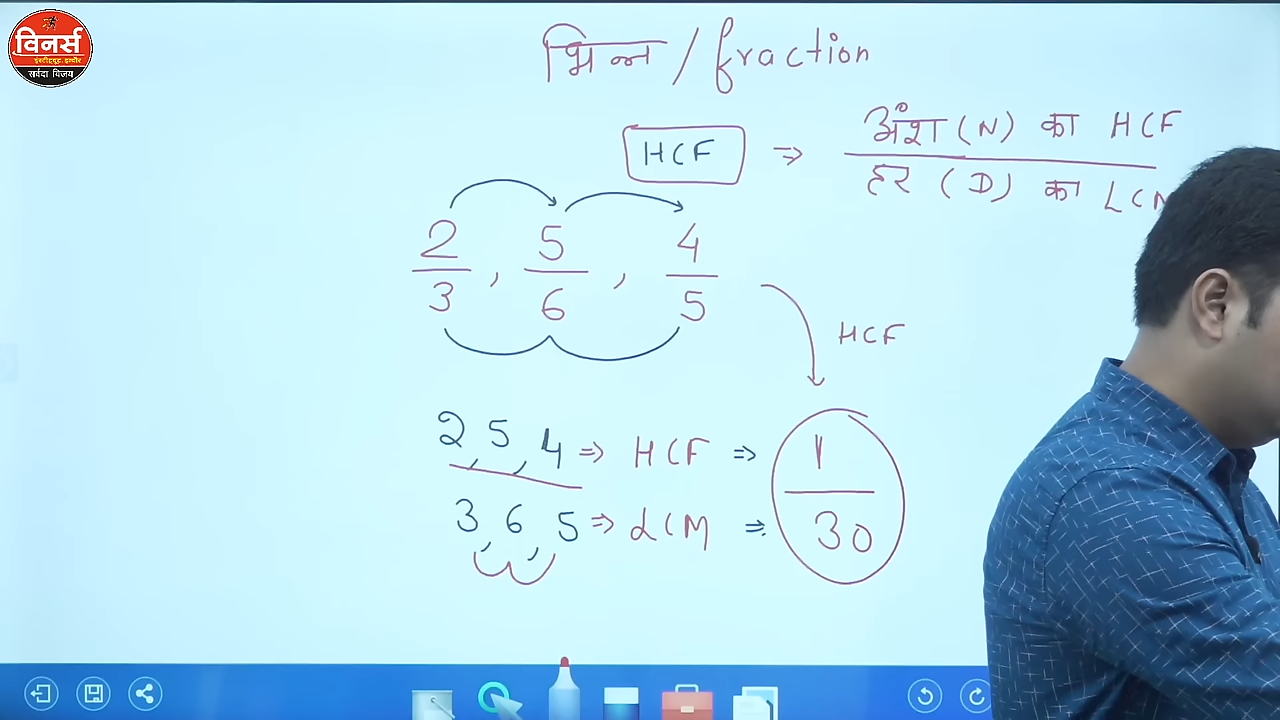 विनर्स
इंस्टीट्यूट, इन्दौर
सर्वदा विजय
भिन्न / fraction
HCF ⇒ अंश (N) का HCF
हर (D) का LCM
2/3 , 5/6 , 4/5
HCF
2, 5, 4 ⇒ HCF ⇒ 1
3, 6, 5 ⇒ LCM ⇒ 30